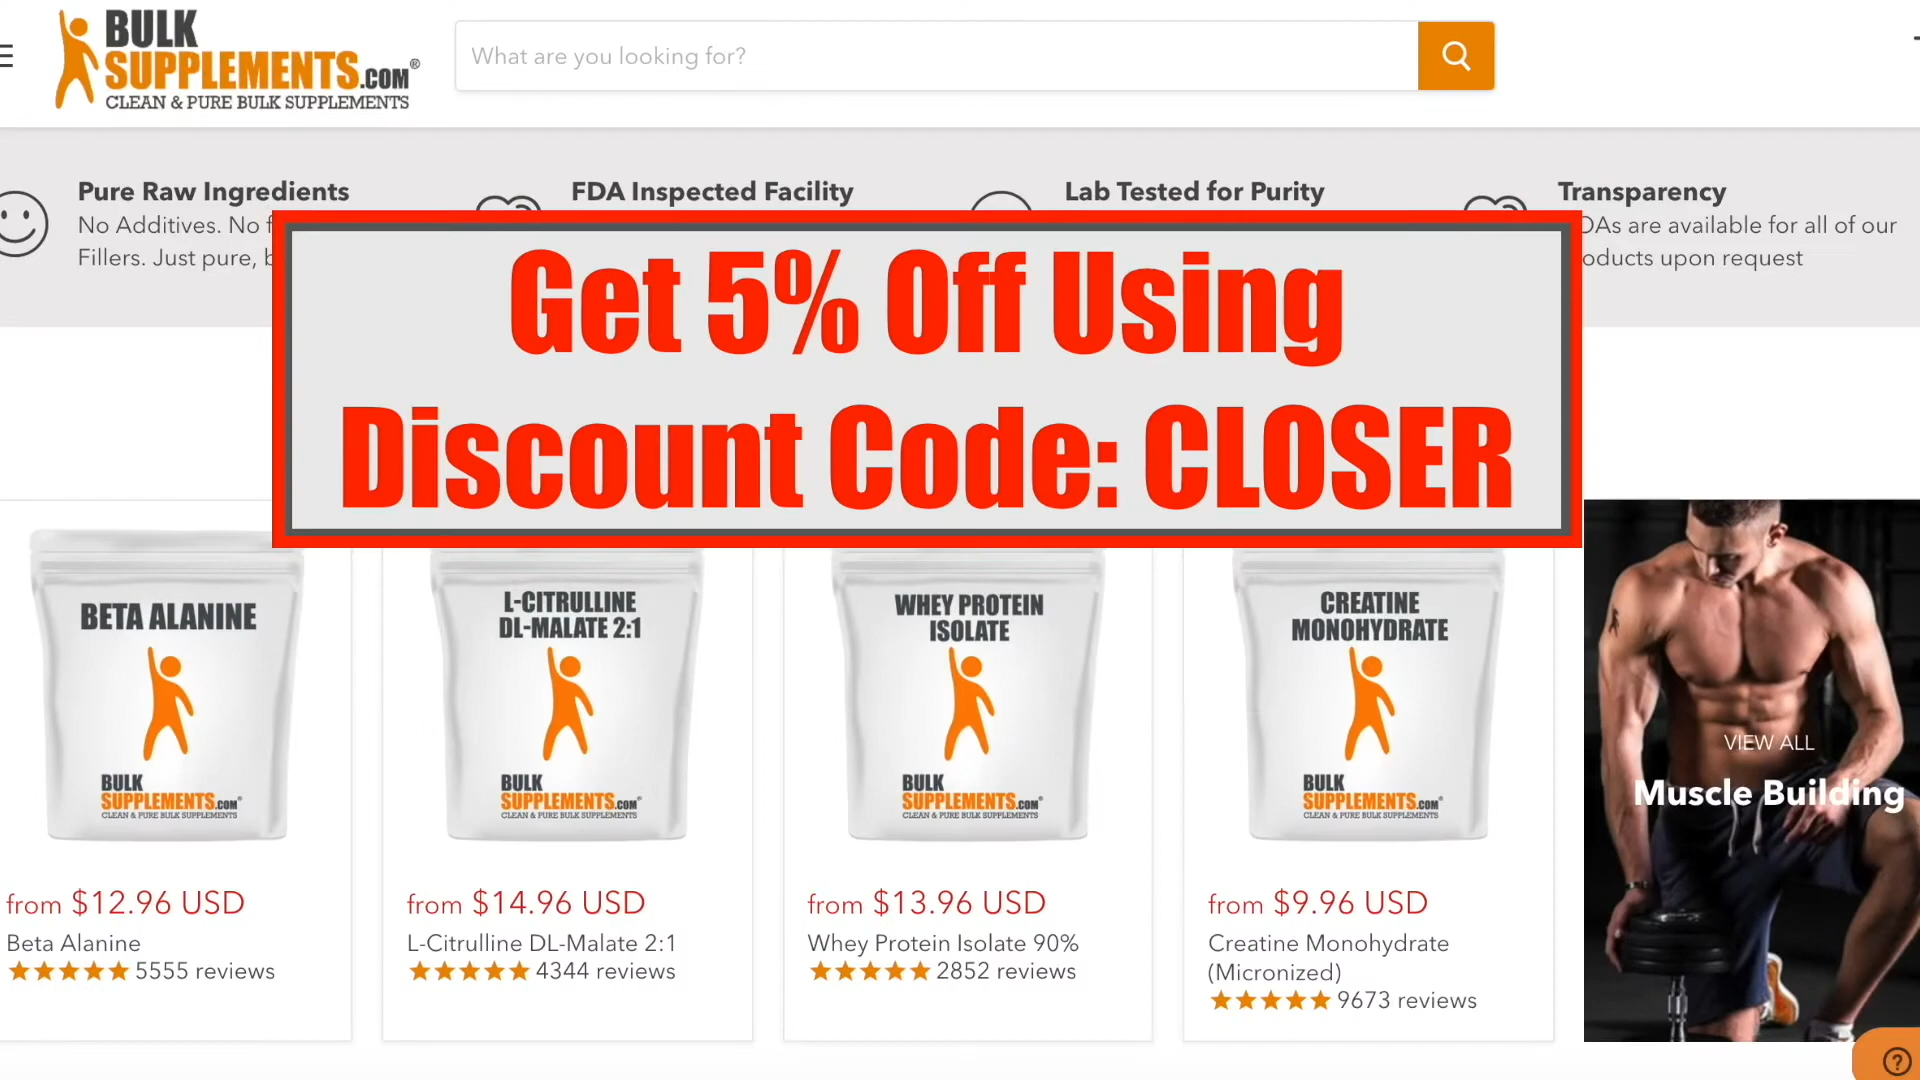 BULK
SUPPLEMENTS.COM®
CLEAN & PURE BULK SUPPLEMENTS
What are you looking for?
Pure Raw Ingredients
No Additives. No
Fillers. Just pure,
FDA Inspected Facility
Lab Tested for Purity
Transparency
are available for all of our
upon request
Get 5% Off Using
Discount Code: CLOSER
BETA ALANINE
BULK
SUPPLEMENTS.COM®
CLEAN & PURE BULK SUPPLEMENTS
from $12.96 USD
Beta Alanine
5555 reviews
L-CITRULLINE
DL-MALATE 2:1
BULK
SUPPLEMENTS.COM®
CLEAN & PURE BULK SUPPLEMENTS
from $14.96 USD
L-Citrulline DL-Malate 2:1
4344 reviews
WHEY PROTEIN
ISOLATE
BULK
SUPPLEMENTS.COM®
CLEAN & PURE BULK SUPPLEMENTS
from $13.96 USD
Whey Protein Isolate 90%
2852 reviews
CREATINE
MONOHYDRATE
BULK
SUPPLEMENTS.COM®
CLEAN & PURE BULK SUPPLEMENTS
from $9.96 USD
Creatine Monohydrate
(Micronized)
9673 reviews
VIEW ALL
Muscle Building